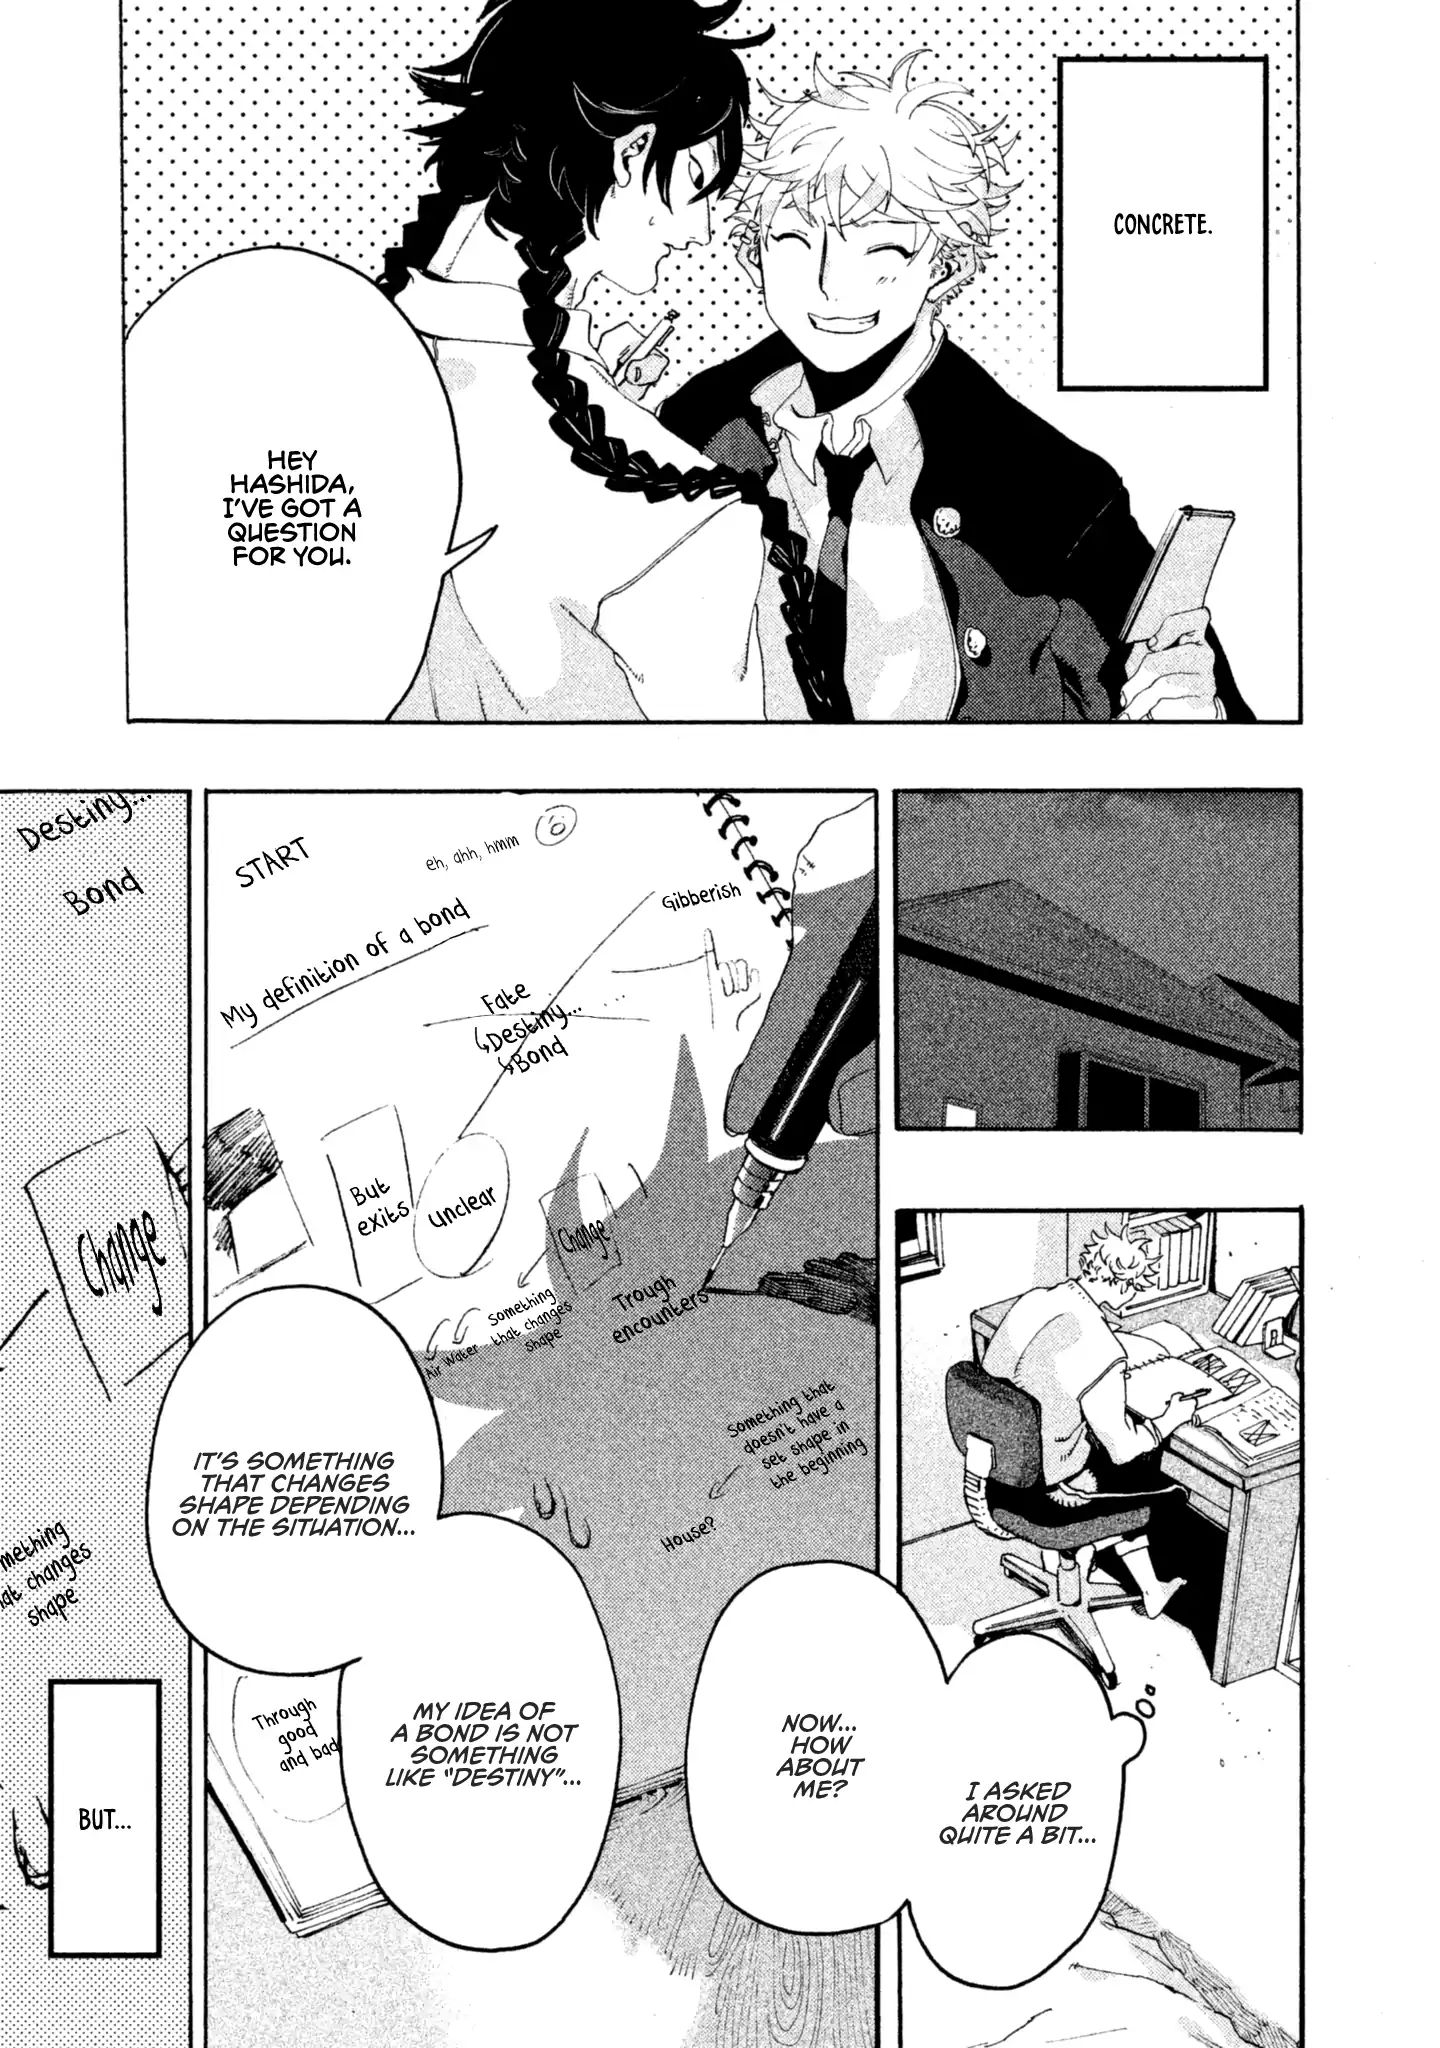 CONCRETE.
HEY
HASHIDA,
I'VE GOT A
QUESTION
FOR YOU.
I ASKED
AROUND
QUITE A BIT...
NOW...
HOW
ABOUT
ME?
START
eh, ahh, hmm
Gibberish
My definition of a bond
Fate
Destiny...
Bond
But
exits
Unclear
Change
Something
that changes
shape
Air Water
Trough
encounters
Something that
doesn't have a
set shape in
the beginning
House?
IT'S SOMETHING
THAT CHANGES
SHAPE DEPENDING
ON THE SITUATION...
MY IDEA OF
A BOND IS NOT
SOMETHING
LIKE "DESTINY"...
Through
good
and bad
Destiny...
Bond
Change
mething
at changes
shape
BUT...